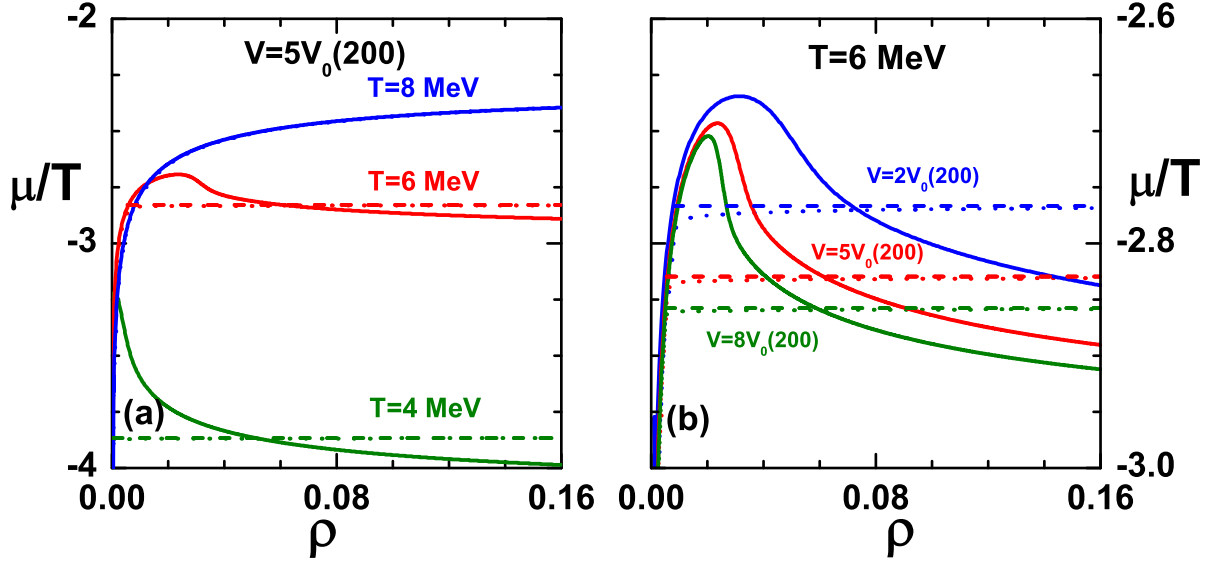 -2
-3
-4
μ/T
V=5V₀(200)
T=8 MeV
T=6 MeV
T=4 MeV
(a)
0.00
0.08
0.16
ρ
T=6 MeV
V=2V₀(200)
V=5V₀(200)
V=8V₀(200)
(b)
-2.6
-2.8
-3.0
μ/T
0.00
0.08
0.16
ρ